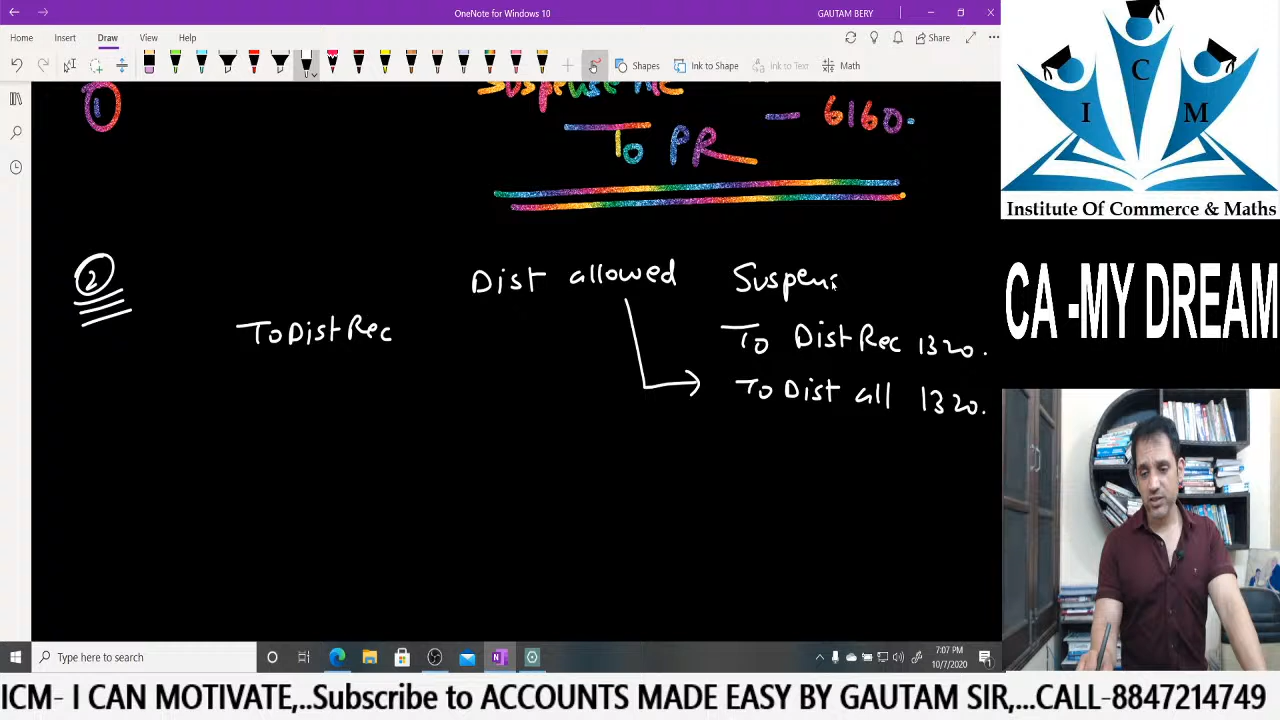 OneNote for Windows 10
GAUTAM BERY
Home Insert Draw View Help
Share
Shapes
Ink to Shape
Ink to Text
Math
1
Suspense A/c
To PR
- 6160.
2
Dist allowed
Suspens
To Dist Rec
To Dist Rec 1320.
To Dist all 1320.
I C M
Institute Of Commerce & Maths
CA -MY DREAM
Type here to search
7:07 PM
10/7/2020
ICM- I CAN MOTIVATE,..Subscribe to ACCOUNTS MADE EASY BY GAUTAM SIR,...CALL-8847214749